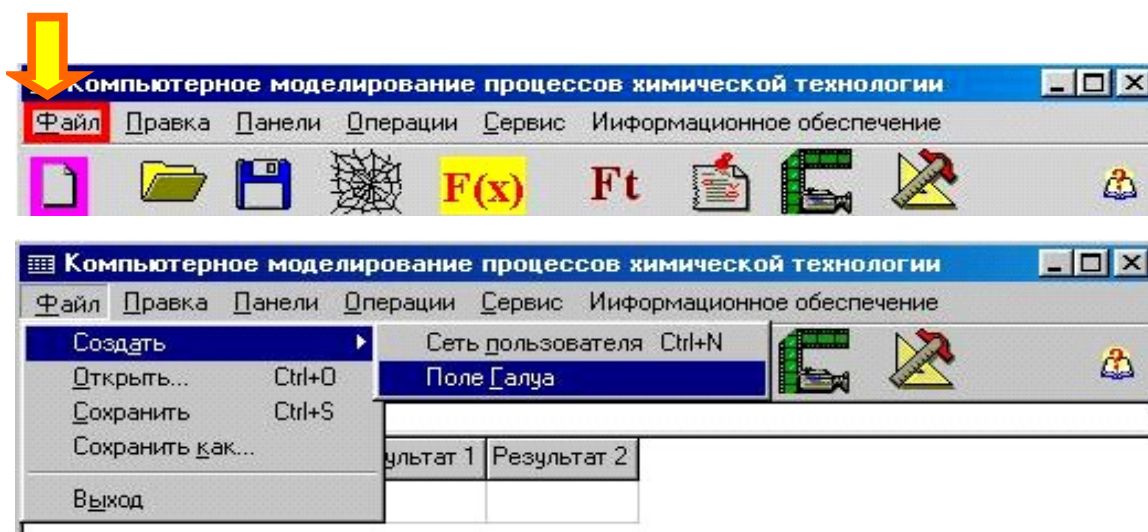 Компьютерное моделирование процессов химической технологии
Файл Правка Панели Операции Сервис Информационное обеспечение
F(x) Ft
Компьютерное моделирование процессов химической технологии
Файл Правка Панели Операции Сервис Информационное обеспечение
Создать Сеть пользователя Ctrl+N
Открыть... Ctrl+O Поле Галуа
Сохранить Ctrl+S
Сохранить как...
ультат 1 Результат 2
Выход